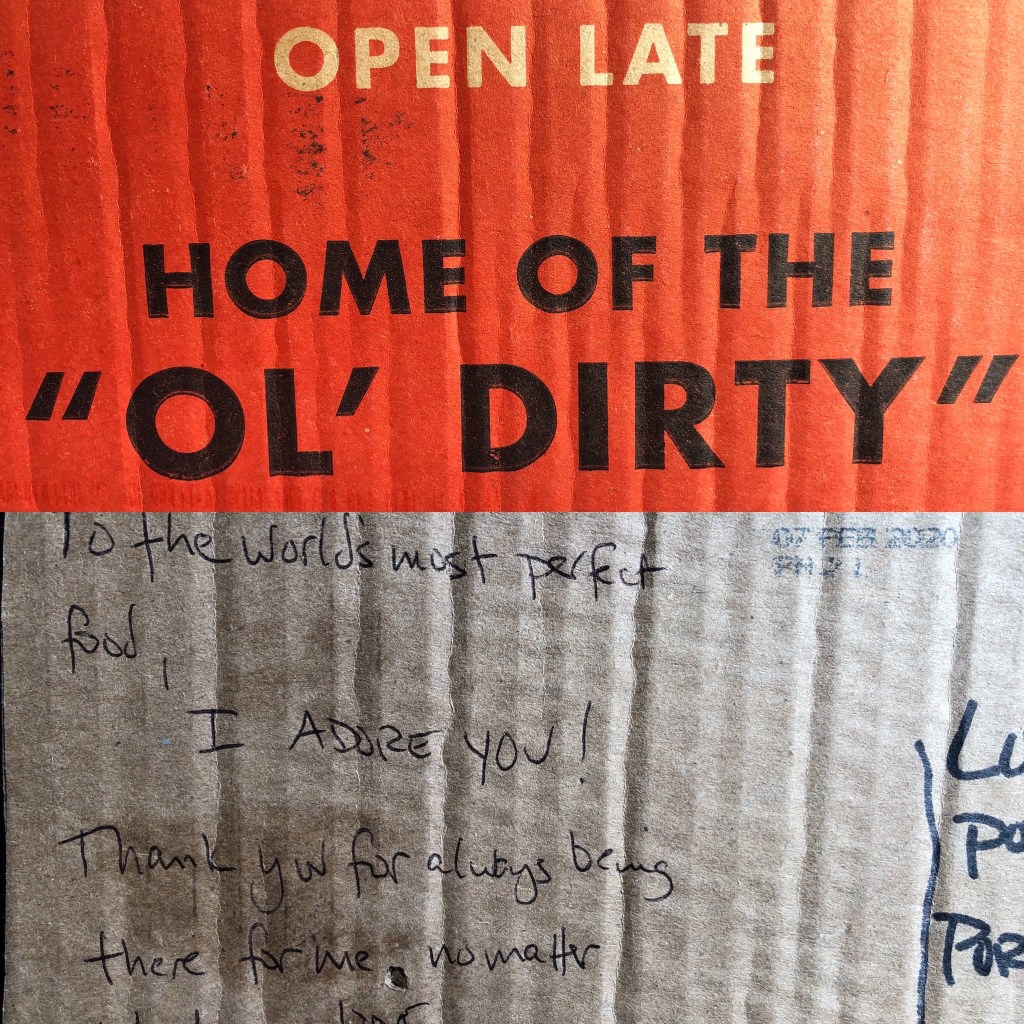 OPEN LATE
HOME OF THE
"OL' DIRTY"
To the world's most perfect
07 FEB 2020
food,
I ADORE YOU!
Thank you for always being
there for me, no matter